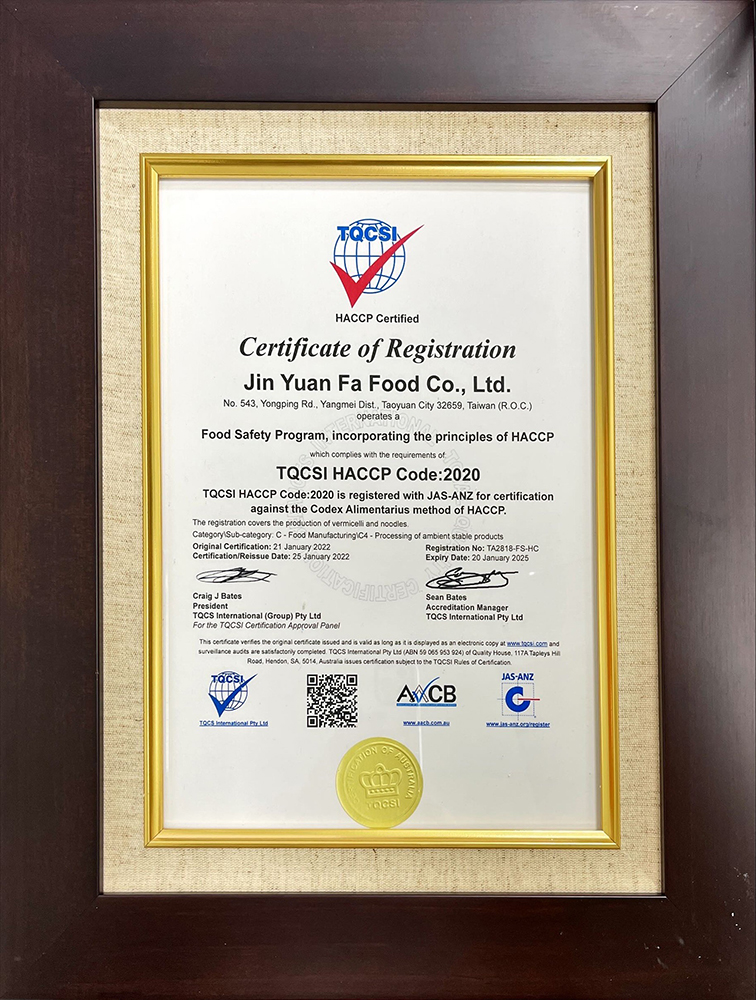 TQCSI
HACCP Certified
Certificate of Registration
Jin Yuan Fa Food Co., Ltd.
No. 543, Yongping Rd., Yangmei Dist., Taoyuan City 32659, Taiwan (R.O.C.)
operates a
Food Safety Program, incorporating the principles of HACCP
which complies with the requirements of
TQCSI HACCP Code:2020
TQCSI HACCP Code:2020 is registered with JAS-ANZ for certification
against the Codex Alimentarius method of HACCP.
The registration covers the production of vermicelli and noodles.
Category\Sub-category: C - Food Manufacturing\C4 - Processing of ambient stable products
Original Certification: 21 January 2022 Registration No: TA2818-FS-HC
Certification/Reissue Date: 25 January 2022 Expiry Date: 20 January 2025
Craig J Bates Sean Bates
President Accreditation Manager
TQCS International (Group) Pty Ltd TQCS International Pty Ltd
For the TQCSI Certification Approval Panel
This certificate verifies the original certificate issued and is valid as long as it is displayed as an electronic copy at www.tqcsi.com and
surveillance audits are satisfactorily completed. TQCS International Pty Ltd (ABN 59 065 953 924) of Quality House, 117A Tapleys Hill
Road, Hendon, SA, 5014, Australia issues certification subject to the TQCSI Rules of Certification.
TQCSI AACB JAS-ANZ
TQCS International Pty Ltd www.aacb.com.au www.jas-anz.org/register
OF AUSTRALIA
TQCSI